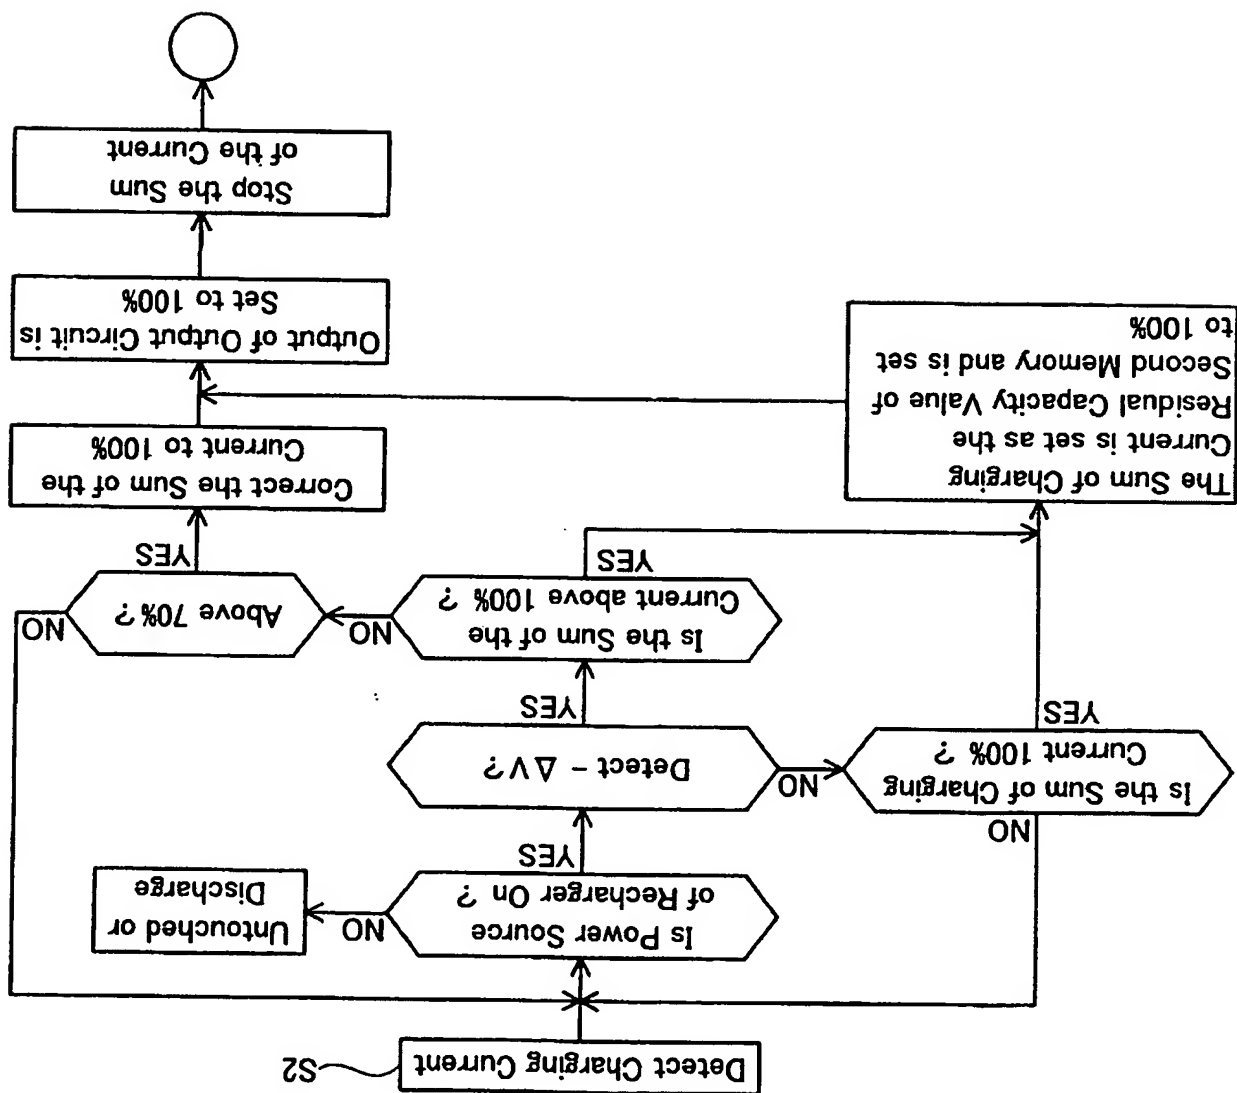 Detect Charging Current
S2
Is Power Source
of Recharger On ?
NO
Untouched or
Discharge
YES
Detect - ΔV?
NO
Is the Sum of Charging
Current 100% ?
NO
YES
YES
Is the Sum of the
Current above 100% ?
NO
Above 70%?
NO
YES
YES
The Sum of Charging
Current is set as the
Residual Capacity Value of
Second Memory and is set
to 100%
Correct the Sum of the
Current to 100%
Output of Output Circuit is
Set to 100%
Stop the Sum
of the Current